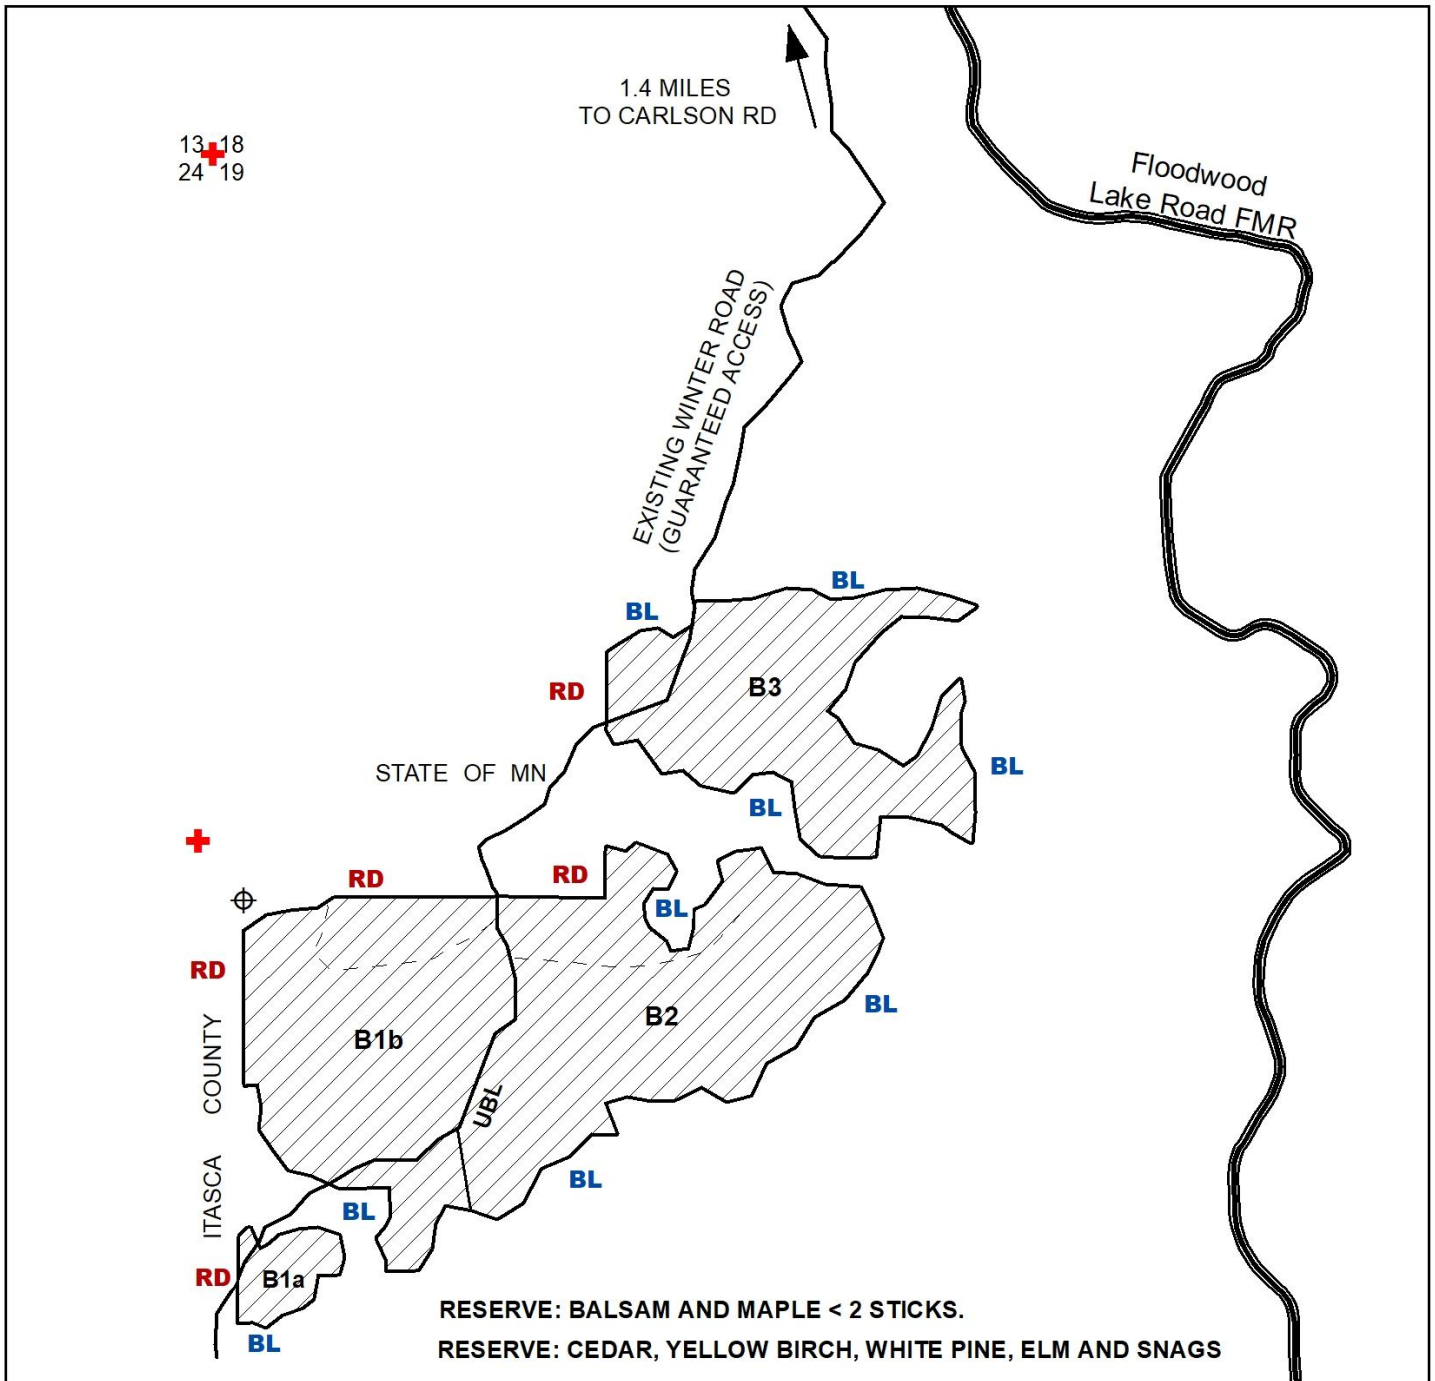 1.4 MILES
TO CARLSON RD
13 18
24 19
Floodwood
Lake Road FMR
EXISTING WINTER ROAD
(GUARANTEED ACCESS)
BL
BL
RD
B3
STATE OF MN
BL
BL
RD
RD
BL
RD
BL
B2
B1b
ITASCA COUNTY
UBL
BL
BL
RD
B1a
RESERVE: BALSAM AND MAPLE < 2 STICKS.
BL
RESERVE: CEDAR, YELLOW BIRCH, WHITE PINE, ELM AND SNAGS